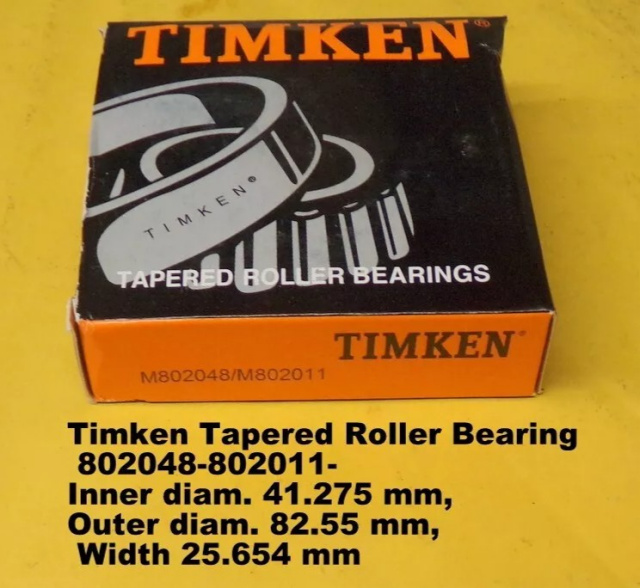 TIMKEN®
TIMKEN®
TAPERED ROLLER BEARINGS
TIMKEN®
M802048/M802011
Timken Tapered Roller Bearing
802048-802011-
Inner diam. 41.275 mm,
Outer diam. 82.55 mm,
Width 25.654 mm